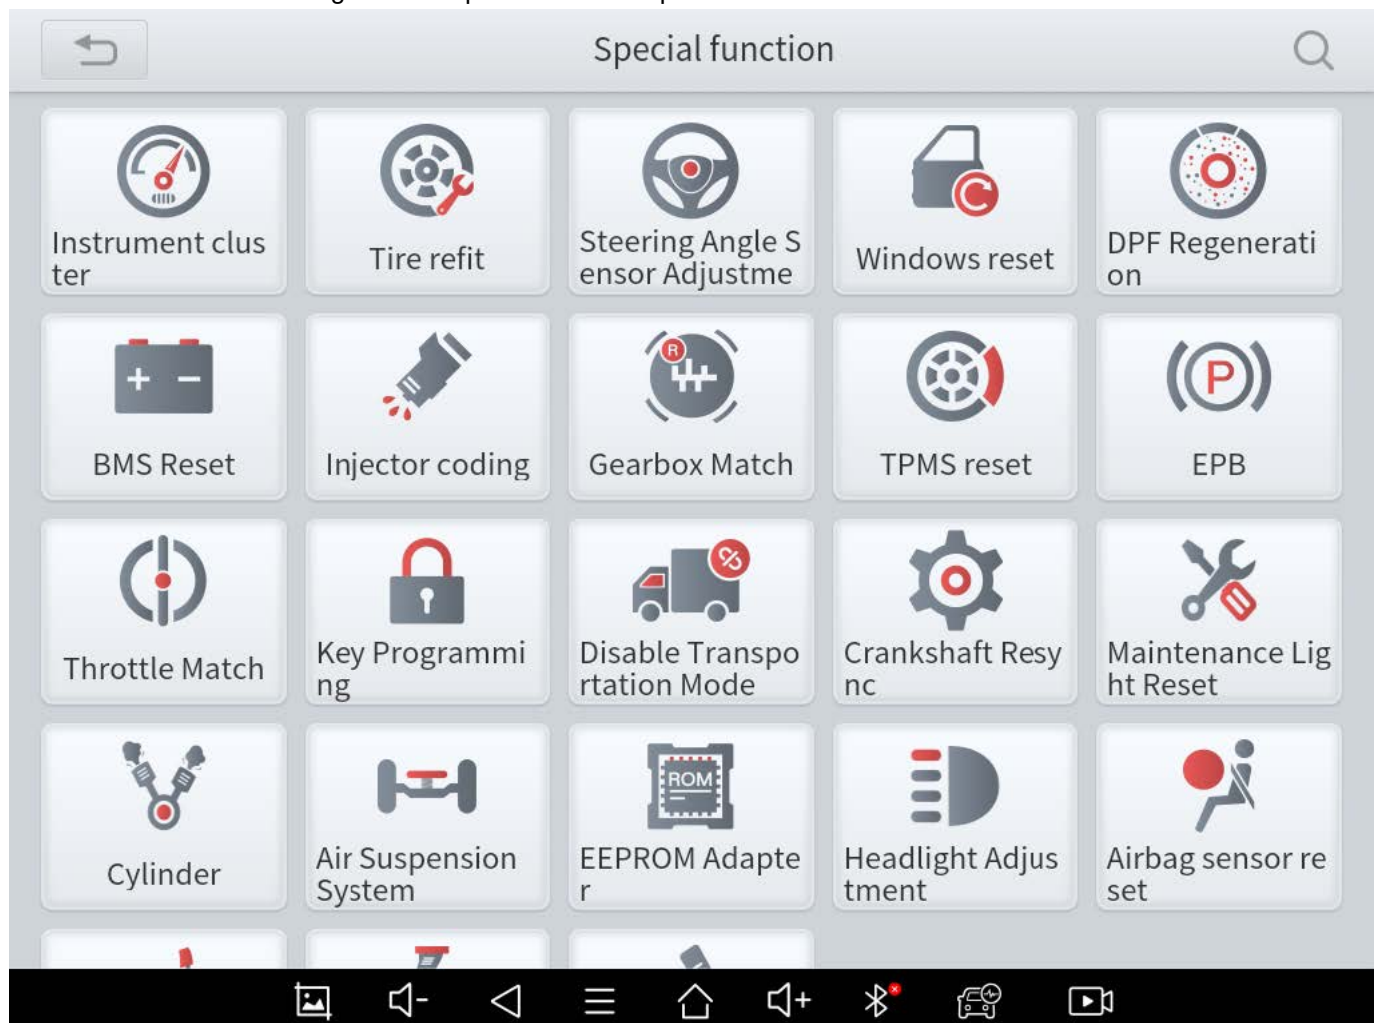 Special function
Instrument clus
ter
Tire refit
Steering Angle S
ensor Adjustme
Windows reset
DPF Regenerati
on
+ -
BMS Reset
Injector coding
R
Gearbox Match
TPMS reset
P
EPB
Throttle Match
Key Programmi
ng
Disable Transpo
rtation Mode
Crankshaft Resy
nc
Maintenance Lig
ht Reset
Cylinder
Air Suspension
System
ROM
EEPROM Adapte
r
Headlight Adjus
tment
Airbag sensor re
set